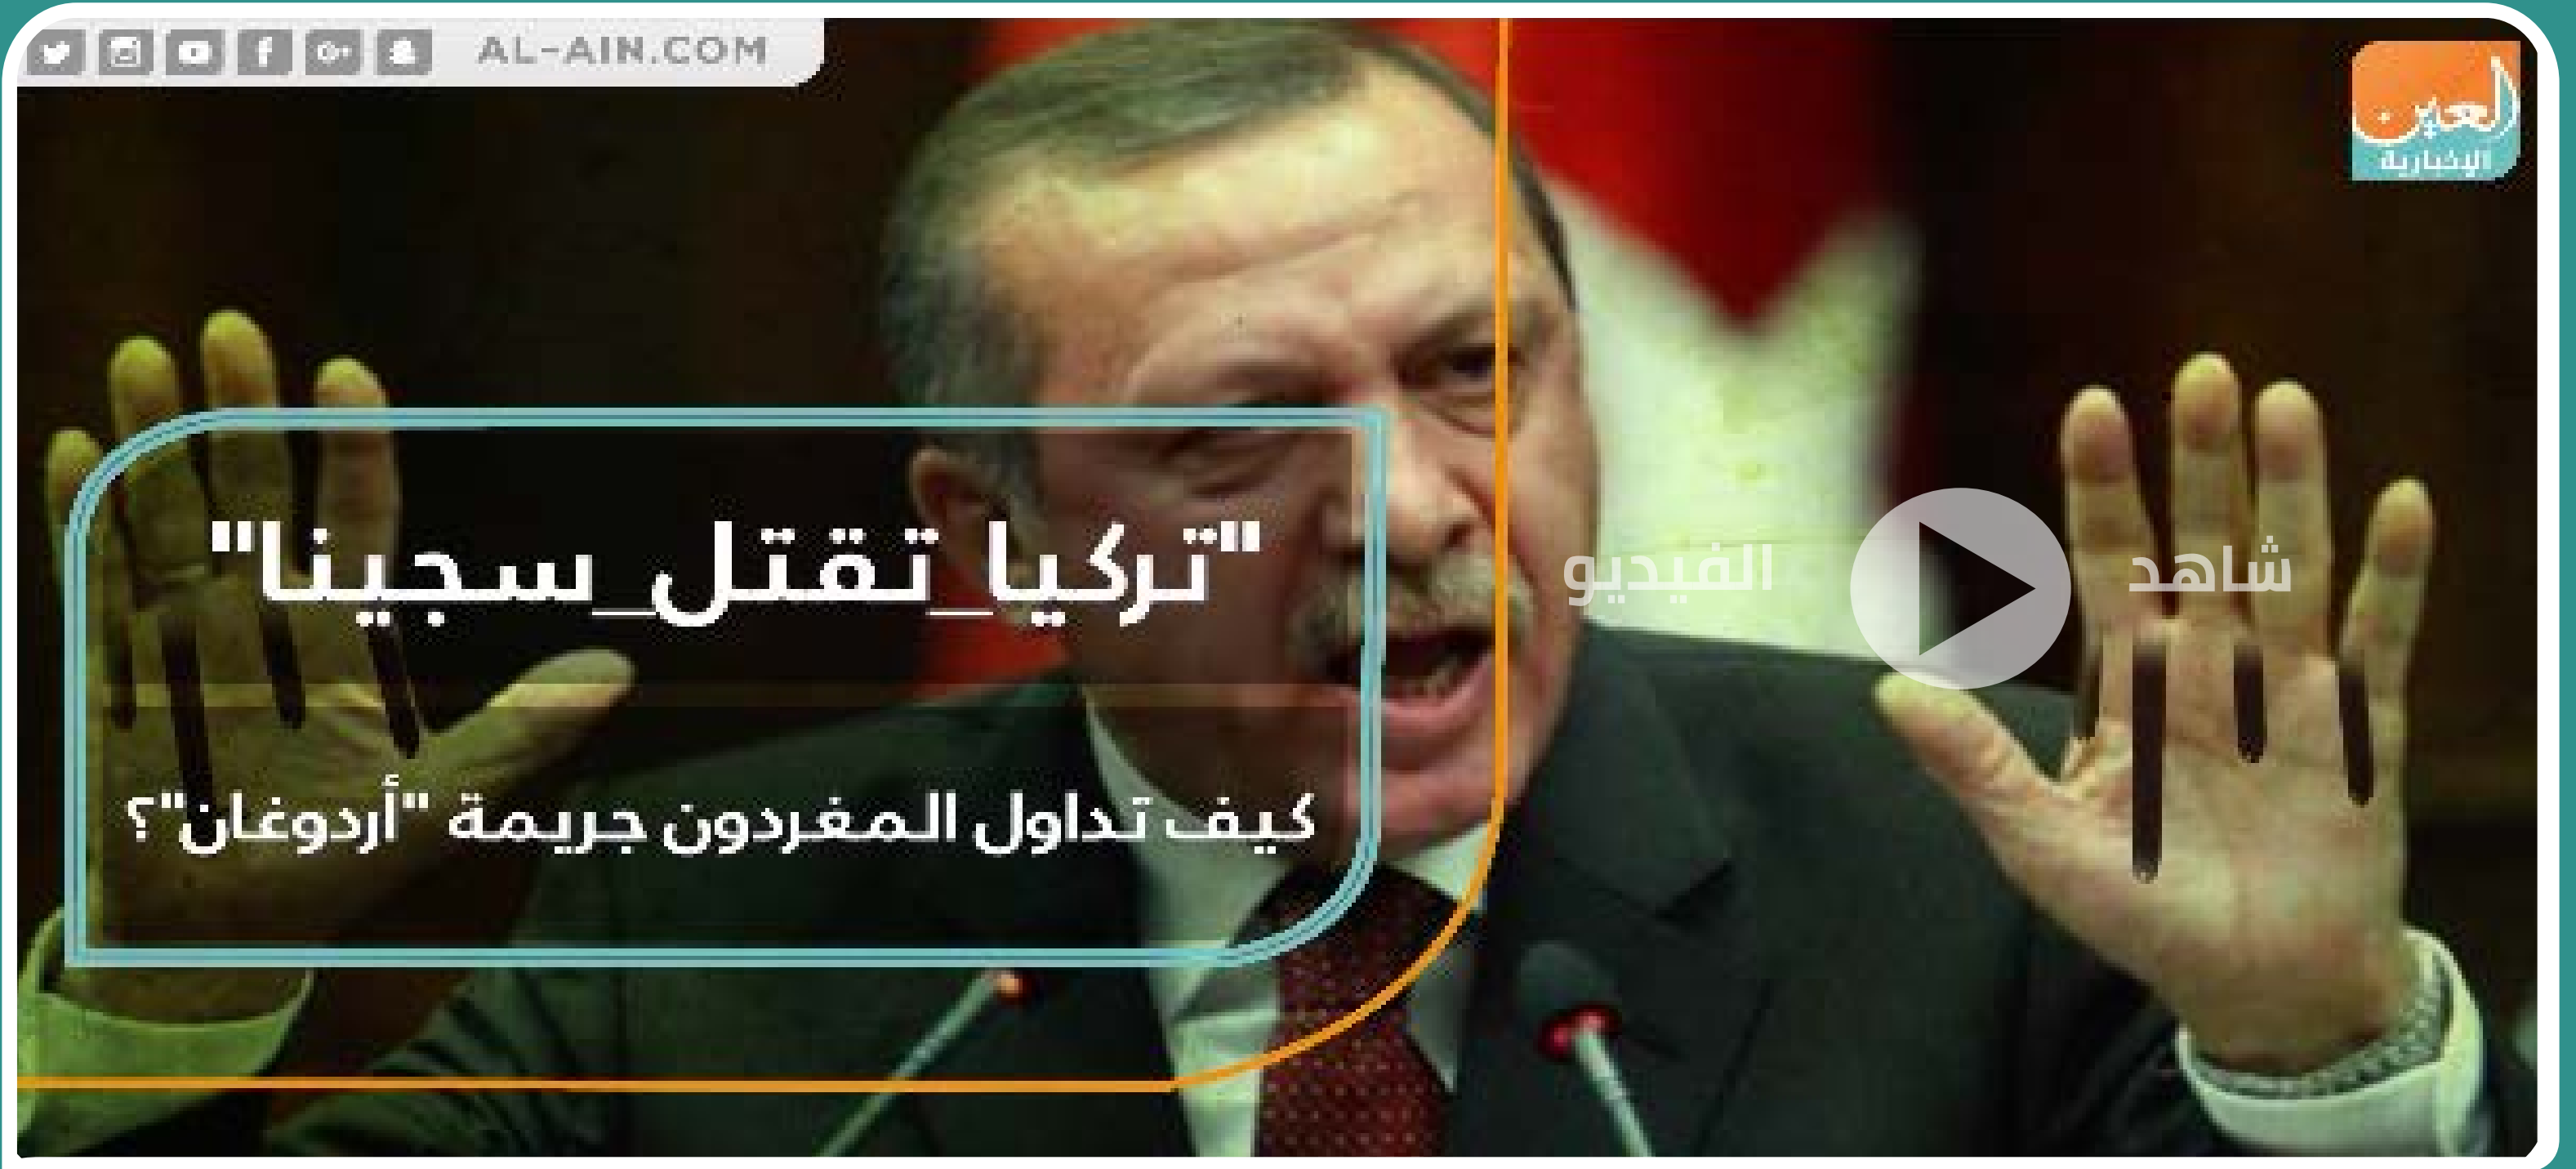 AL-AIN.COM
العين
الإخبارية
"تركيا_تقتل_سجينا"
شاهد الفيديو
كيف تداول المغردون جريمة "أردوغان"؟